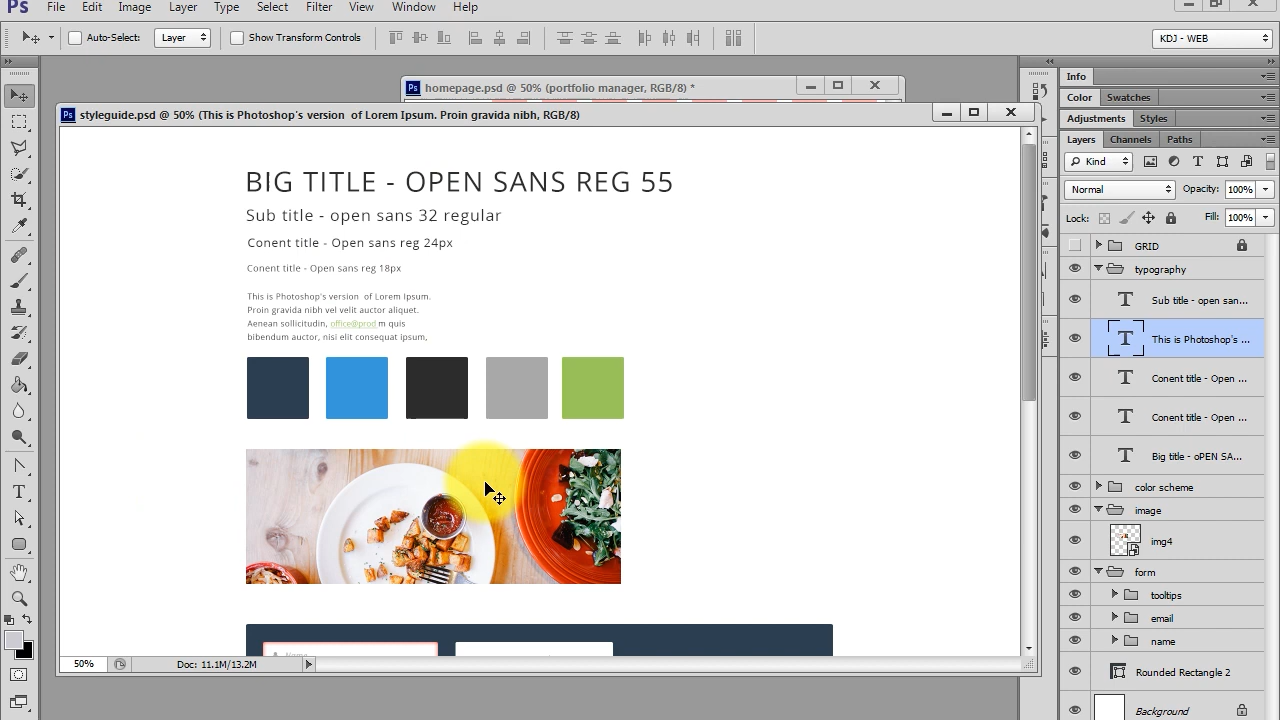 Ps File Edit Image Layer Type Select Filter View Window Help
Auto-Select: Layer Show Transform Controls KDJ - WEB
homepage.psd @ 50% (portfolio manager, RGB/8) *
styleguide.psd @ 50% (This is Photoshop's version  of Lorem Ipsum. Proin gravida nibh, RGB/8)
BIG TITLE - OPEN SANS REG 55
Sub title - open sans 32 regular
Conent title - Open sans reg 24px
Conent title - Open sans reg 18px
This is Photoshop's version  of Lorem Ipsum.
Proin gravida nibh vel velit auctor aliquet.
Aenean sollicitudin, office@prod m quis
bibendum auctor, nisi elit consequat ipsum,
Name
50% Doc: 11.1M/13.2M
Info
Color Swatches
Adjustments Styles
Layers Channels Paths
Kind
Normal Opacity: 100%
Lock: Fill: 100%
GRID
typography
Sub title - open san...
This is Photoshop's ...
Conent title - Open ...
Conent title - Open ...
Big title - oPEN SA...
color scheme
image
img4
form
tooltips
email
name
Rounded Rectangle 2
Background